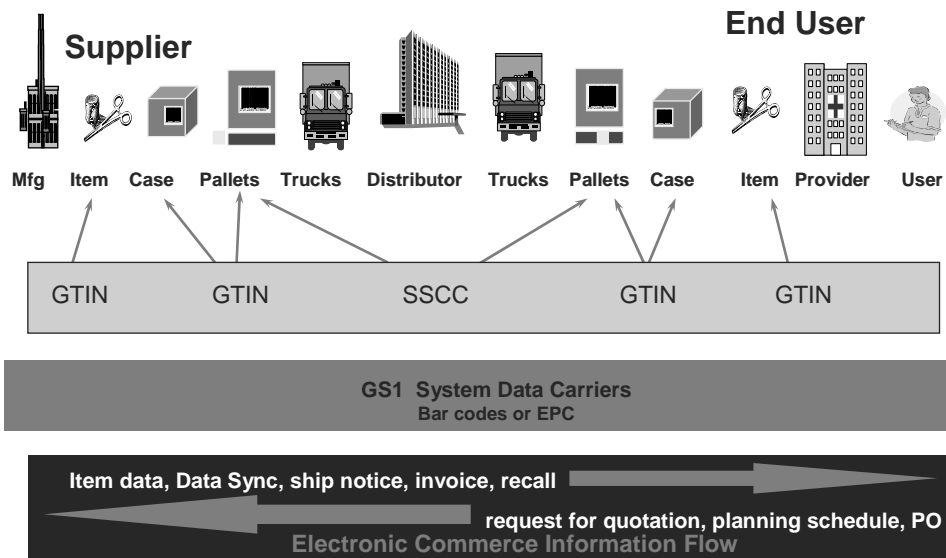 Supplier
End User
Mfg Item Case Pallets Trucks Distributor Trucks Pallets Case Item Provider User
GTIN GTIN SSCC GTIN GTIN
GS1 System Data Carriers
Bar codes or EPC
Item data, Data Sync, ship notice, invoice, recall
request for quotation, planning schedule, PO
Electronic Commerce Information Flow